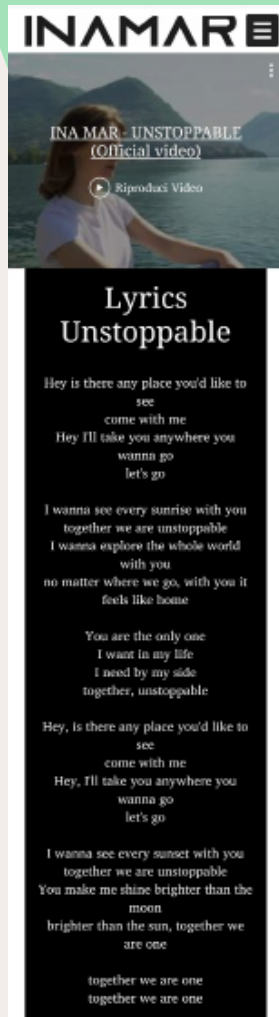 INAMAR
INA MAR - UNSTOPPABLE
(Official video)
Riproduci Video
Lyrics
Unstoppable
Hey is there any place you'd like to
see
come with me
Hey I'll take you anywhere you
wanna go
let's go
I wanna see every sunrise with you
together we are unstoppable
I wanna explore the whole world
with you
no matter where we go, with you it
feels like home
You are the only one
I want in my life
I need by my side
together, unstoppable
Hey, is there any place you'd like to
see
come with me
Hey, I'll take you anywhere you
wanna go
let's go
I wanna see every sunset with you
together we are unstoppable
You make me shine brighter than the
moon
brighter than the sun, together we
are one
together we are one
together we are one